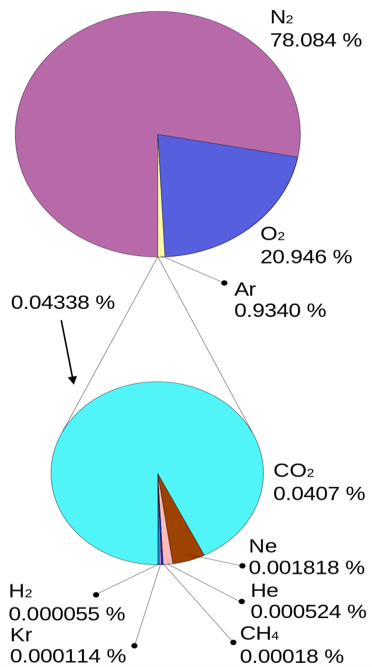 N₂
78.084 %
O₂
20.946 %
Ar
0.9340 %
0.04338 %
CO₂
0.0407 %
Ne
0.001818 %
He
0.000524 %
CH₄
0.00018 %
H₂
0.000055 %
Kr
0.000114 %